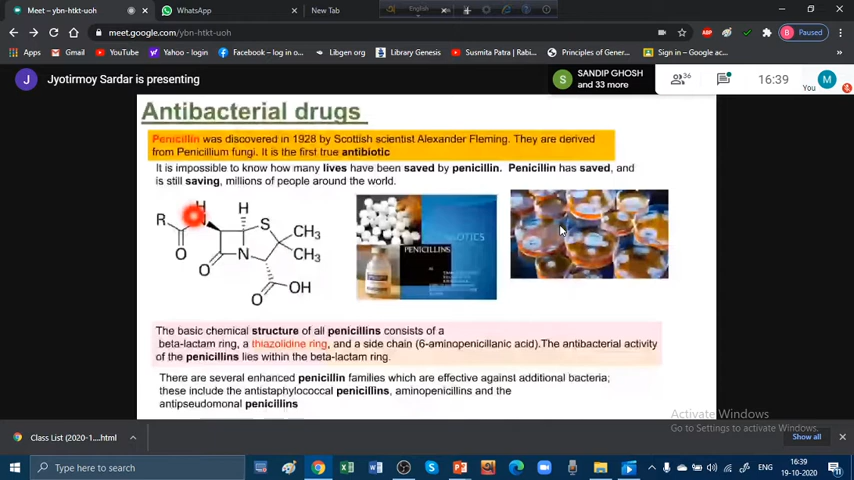 Meet – ybn-htkt-uoh
WhatsApp
New Tab
English
meet.google.com/ybn-htkt-uoh
ABP
B Paused
Apps
YouTube
Yahoo - login
Facebook – log in o...
Libgen org
Library Genesis
Susmita Patra | Rabi...
Principles of Gener...
Sign in – Google ac...
J Jyotirmoy Sardar is presenting
S SANDIP GHOSH
and 33 more
36
16:39
You
M
Antibacterial drugs
Penicillin was discovered in 1928 by Scottish scientist Alexander Fleming. They are derived
from Penicillium fungi. It is the first true antibiotic
It is impossible to know how many lives have been saved by penicillin. Penicillin has saved, and
is still saving, millions of people around the world.
R
H
H
S
CH3
N
CH3
O
O
O
OH
OTICS
PENICILLINS
The basic chemical structure of all penicillins consists of a
beta-lactam ring, a thiazolidine ring, and a side chain (6-aminopenicillanic acid).The antibacterial activity
of the penicillins lies within the beta-lactam ring.
There are several enhanced penicillin families which are effective against additional bacteria;
these include the antistaphylococcal penicillins, aminopenicillins and the
antipseudomonal penicillins
Activate Windows
Go to Settings to activate Windows.
Class List (2020-1....html
Show all
Type here to search
ENG
16:39
19-10-2020